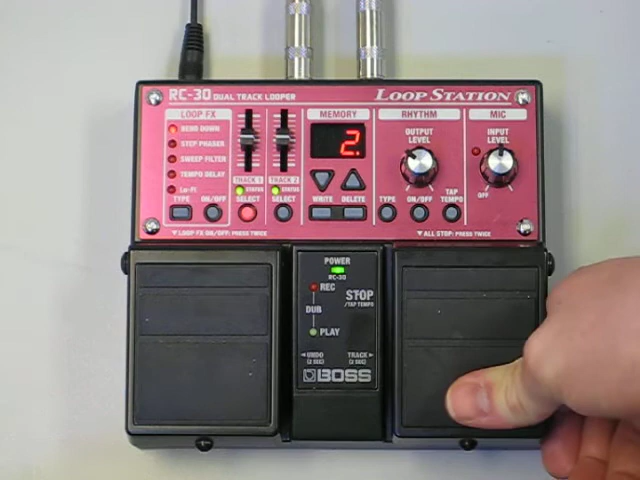 RC-30 DUAL TRACK LOOPER
LOOP STATION
LOOP FX
BEND DOWN
STEP PHASER
SWEEP FILTER
TEMPO DELAY
Lo-Fi
TYPE ON/OFF
TRACK 1
STATUS
SELECT
TRACK 2
STATUS
SELECT
MEMORY
2.
WRITE DELETE
RHYTHM
OUTPUT
LEVEL
TYPE ON/OFF
TAP
TEMPO
MIC
INPUT
LEVEL
OFF
▼LOOP FX ON/OFF: PRESS TWICE
▼ALL STOP: PRESS TWICE
POWER
RC-30
REC
STOP
/TAP TEMPO
DUB
PLAY
◄UNDO
(2 SEC)
TRACK►
(2 SEC)
BOSS